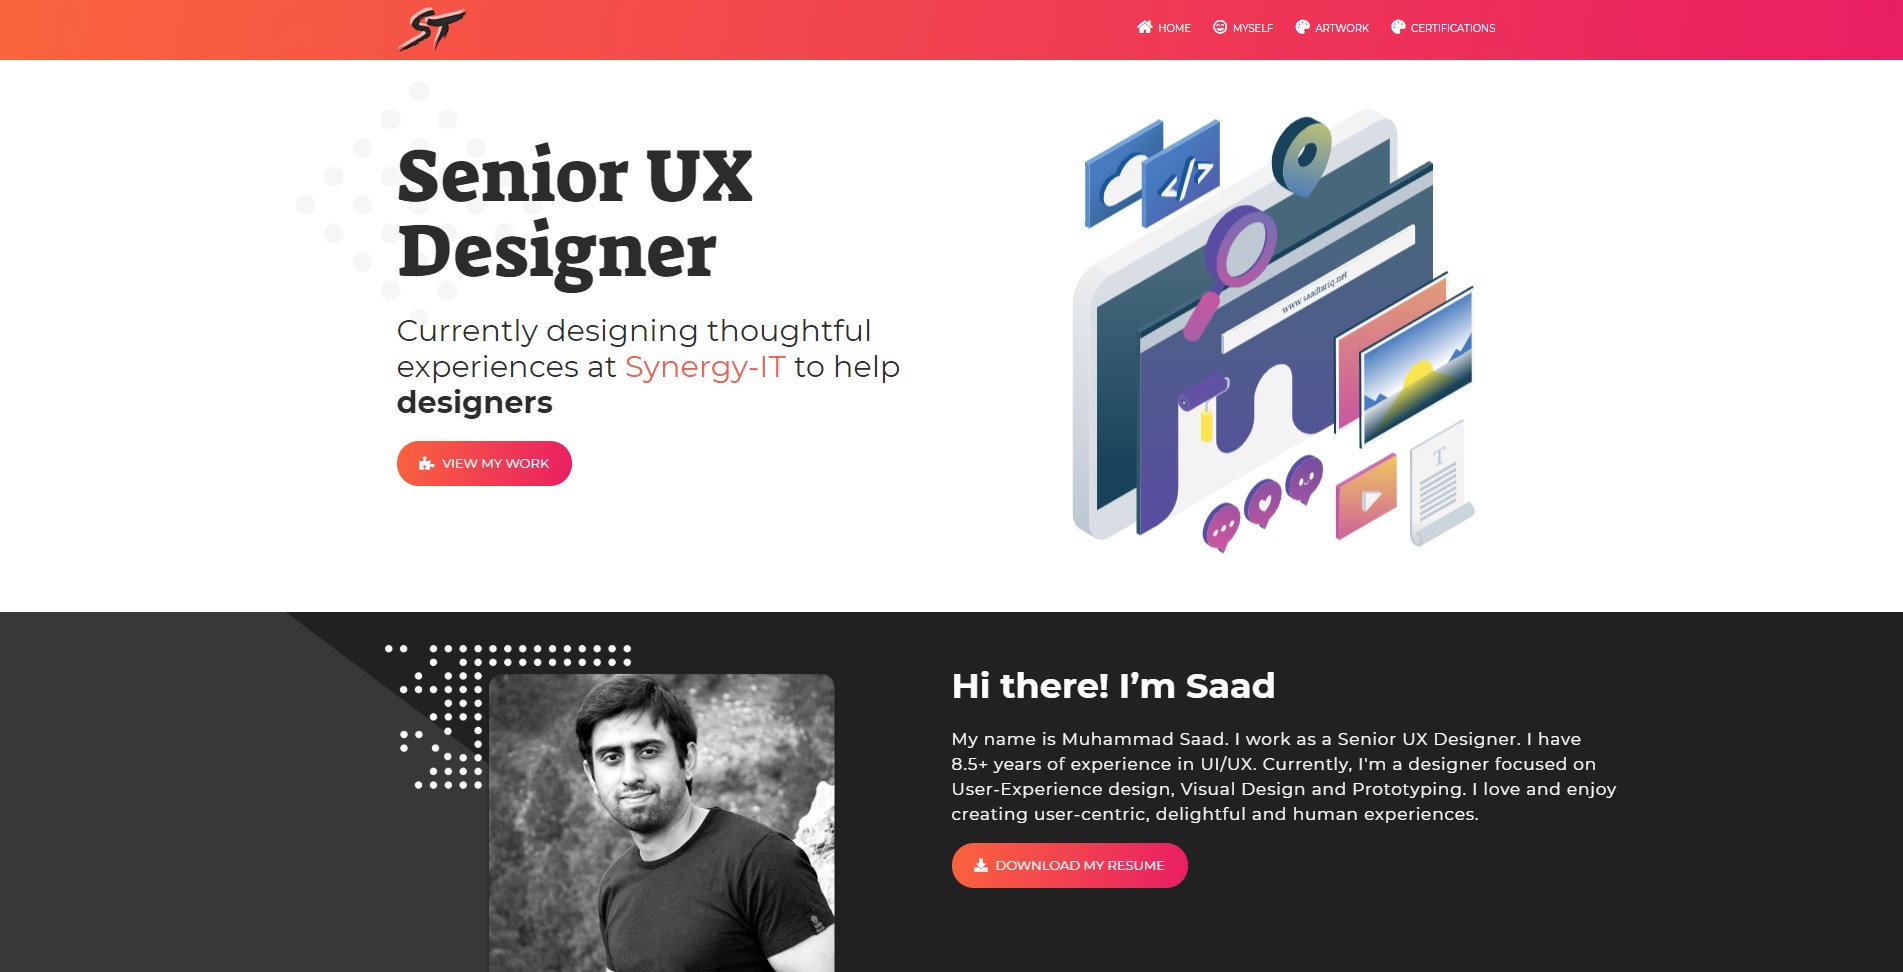 ST
HOME MYSELF ARTWORK CERTIFICATIONS
Senior UX
Designer
Currently designing thoughtful
experiences at Synergy-IT to help
designers
VIEW MY WORK
www.saadtariq.net
T
Hi there! I’m Saad
My name is Muhammad Saad. I work as a Senior UX Designer. I have
8.5+ years of experience in UI/UX. Currently, I'm a designer focused on
User-Experience design, Visual Design and Prototyping. I love and enjoy
creating user-centric, delightful and human experiences.
DOWNLOAD MY RESUME